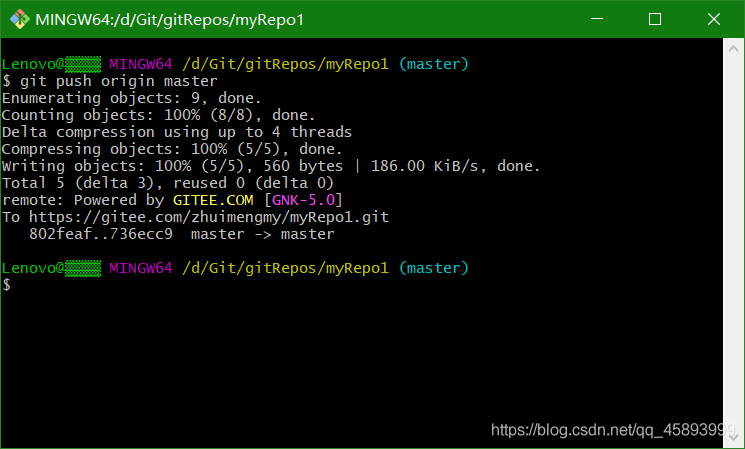 MINGW64:/d/Git/gitRepos/myRepo1
Lenovo@▒▒▒▒ MINGW64 /d/Git/gitRepos/myRepo1 (master)
$ git push origin master
Enumerating objects: 9, done.
Counting objects: 100% (8/8), done.
Delta compression using up to 4 threads
Compressing objects: 100% (5/5), done.
Writing objects: 100% (5/5), 560 bytes | 186.00 KiB/s, done.
Total 5 (delta 3), reused 0 (delta 0)
remote: Powered by GITEE.COM [GNK-5.0]
To https://gitee.com/zhuimengmy/myRepo1.git
   802feaf..736ecc9  master -> master
Lenovo@▒▒▒▒ MINGW64 /d/Git/gitRepos/myRepo1 (master)
$
https://blog.csdn.net/qq_45893999